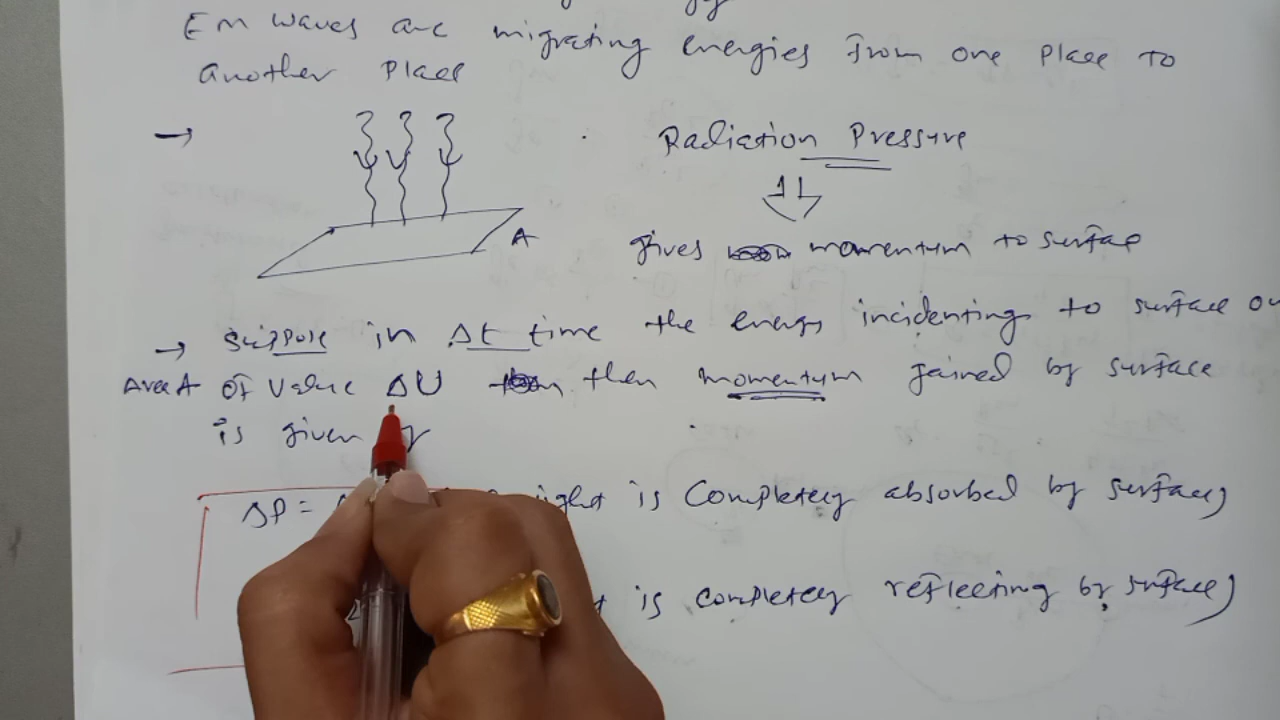 EM waves are migrating energies from one place to
another place
→ Radiation Pressure
A
gives momentum to surface
→ suppose in Δt time the energy incidenting to surface
Area A of value ΔU then momentum gained by surface
is given
ΔP = light is completely absorbed by surface)
is completely reflecting by surface)